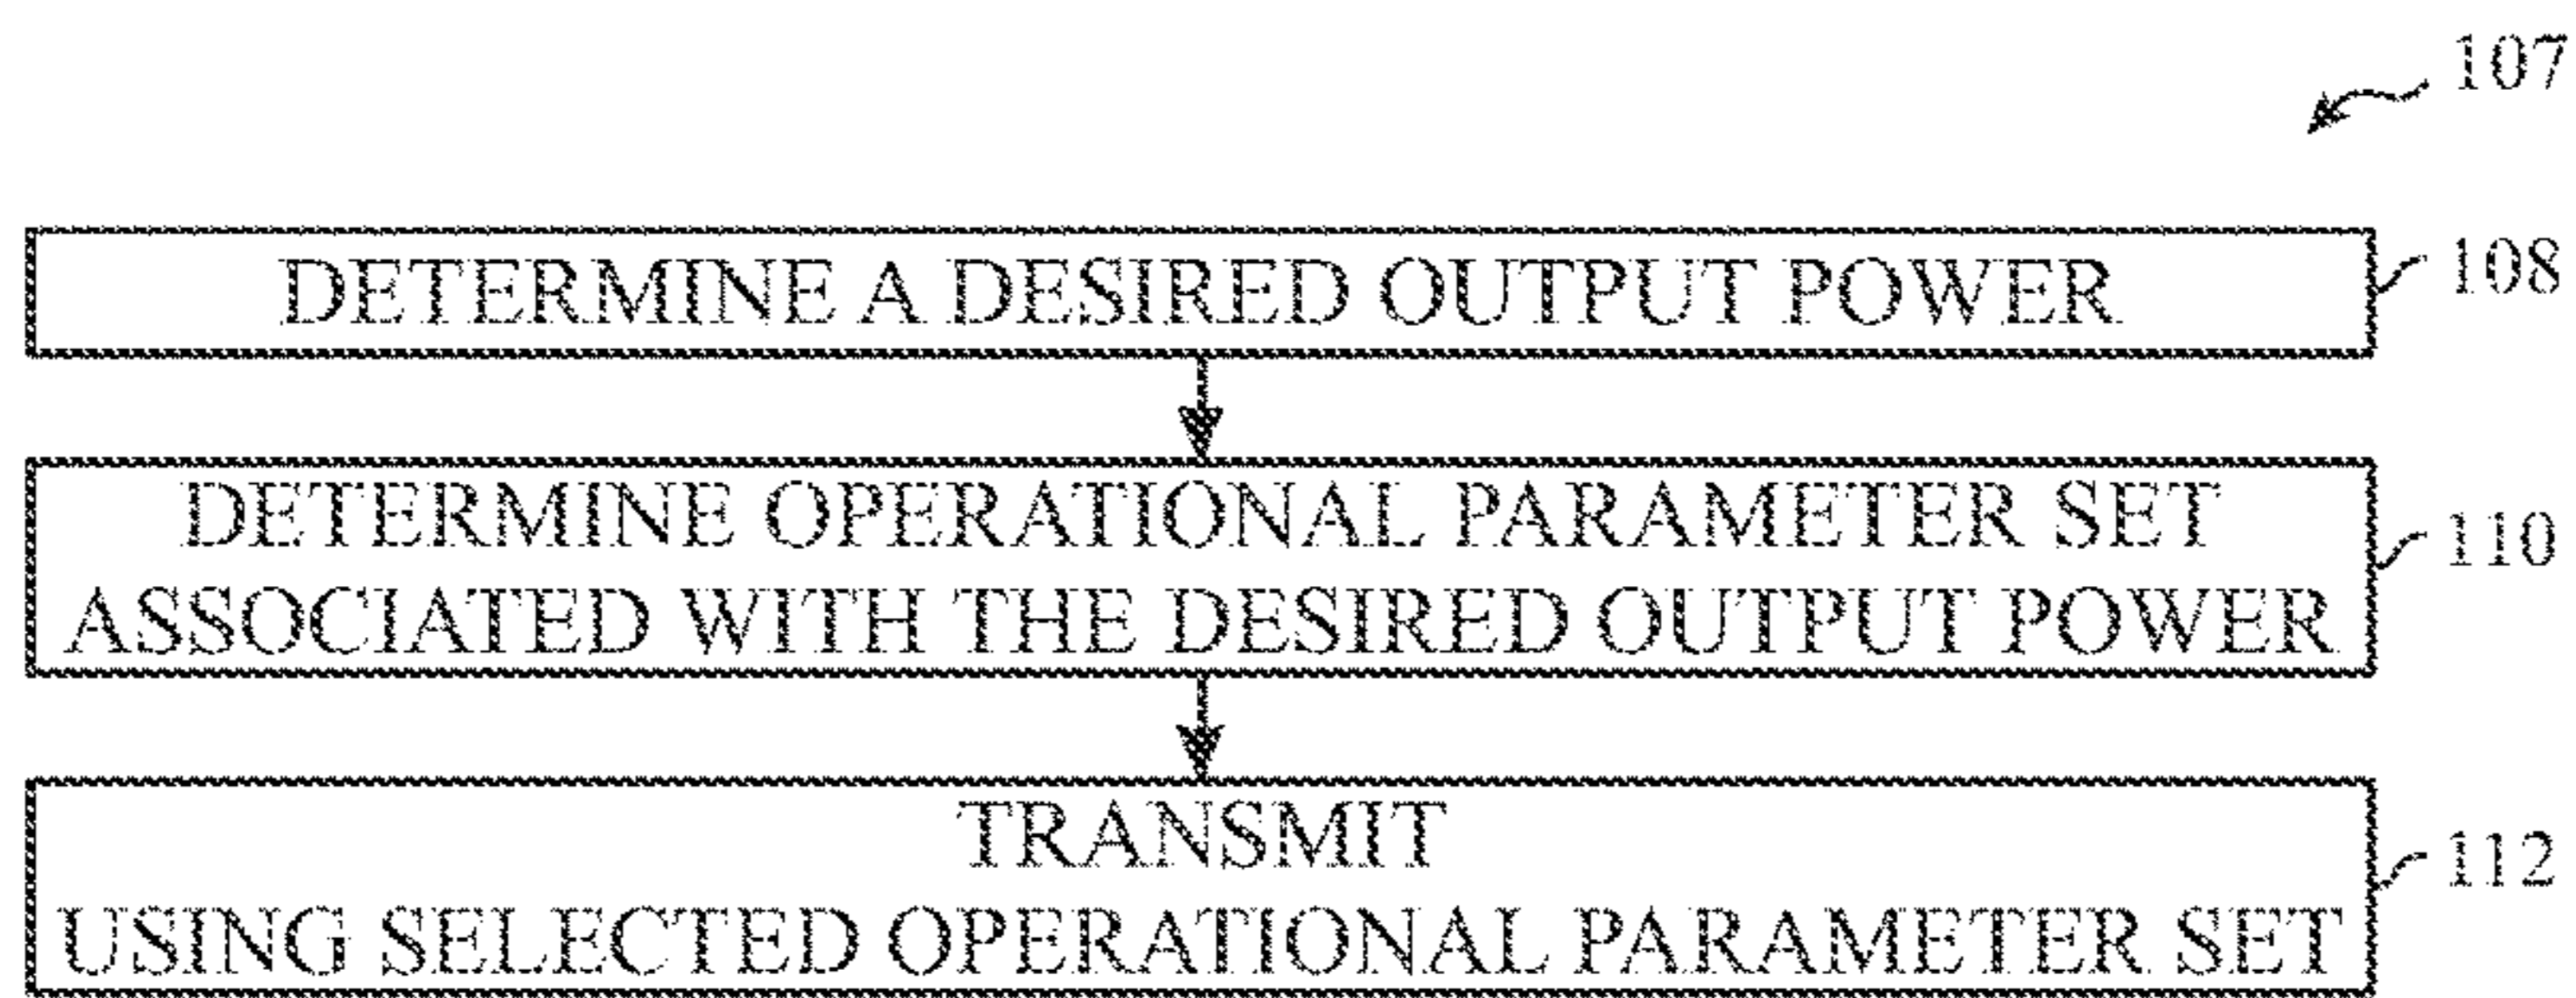 107
DETERMINE A DESIRED OUTPUT POWER
108
DETERMINE OPERATIONAL PARAMETER SET
ASSOCIATED WITH THE DESIRED OUTPUT POWER
110
TRANSMIT
USING SELECTED OPERATIONAL PARAMETER SET
112